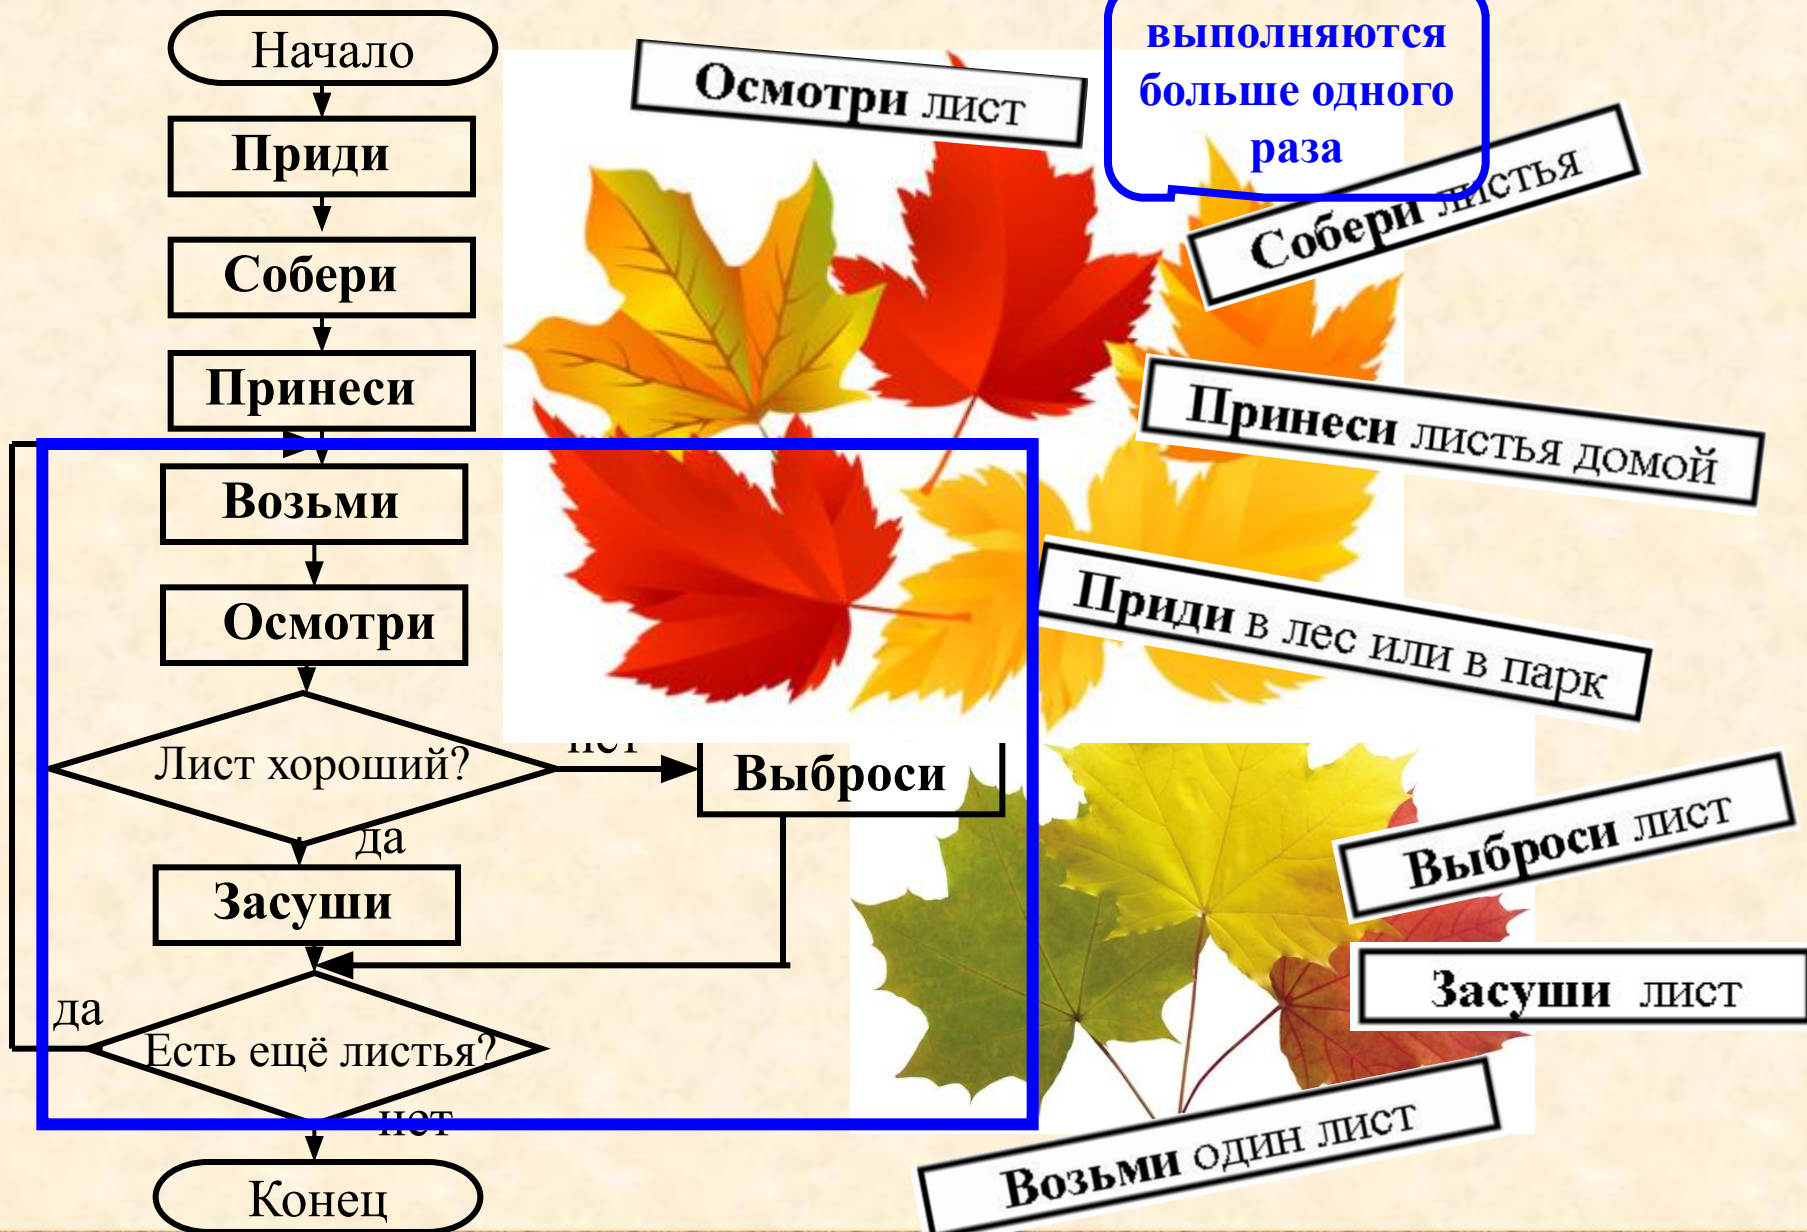 Начало
Приди
Собери
Принеси
Возьми
Осмотри
Лист хороший?
нет
Выброси
да
Засуши
да
Есть ещё листья?
нет
Конец
Осмотри лист
выполняются
больше одного
раза
Собери листья
Принеси листья домой
Приди в лес или в парк
Выброси лист
Засуши лист
Возьми один лист